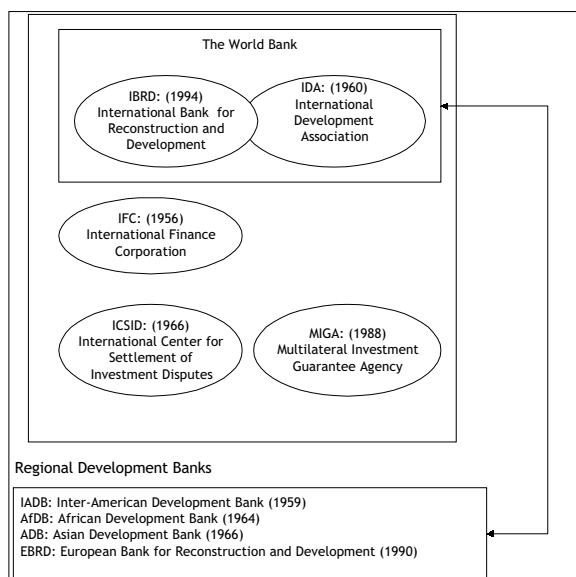 The World Bank
IBRD: (1994)
International Bank for
Reconstruction and
Development
IDA: (1960)
International
Development
Association
IFC: (1956)
International Finance
Corporation
ICSID: (1966)
International Center for
Settlement of
Investment Disputes
MIGA: (1988)
Multilateral Investment
Guarantee Agency
Regional Development Banks
IADB: Inter-American Development Bank (1959)
AfDB: African Development Bank (1964)
ADB: Asian Development Bank (1966)
EBRD: European Bank for Reconstruction and Development (1990)